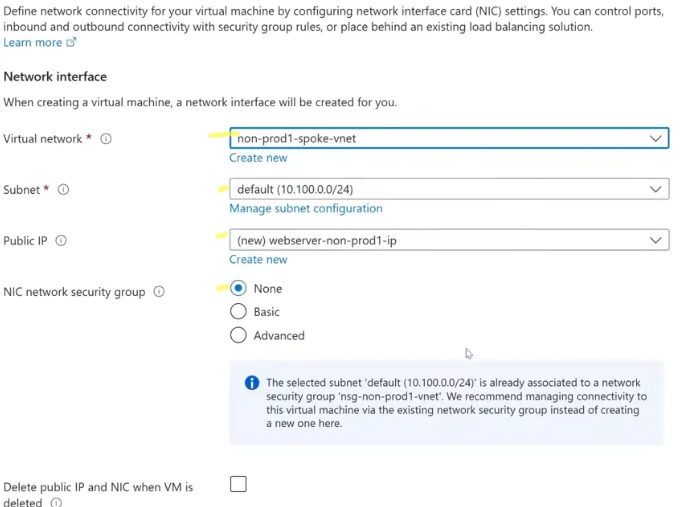 Define network connectivity for your virtual machine by configuring network interface card (NIC) settings. You can control ports,
inbound and outbound connectivity with security group rules, or place behind an existing load balancing solution.
Learn more
Network interface
When creating a virtual machine, a network interface will be created for you.
Virtual network *
non-prod1-spoke-vnet
Create new
Subnet *
default (10.100.0.0/24)
Manage subnet configuration
Public IP
(new) webserver-non-prod1-ip
Create new
NIC network security group
None
Basic
Advanced
The selected subnet 'default (10.100.0.0/24)' is already associated to a network
security group 'nsg-non-prod1-vnet'. We recommend managing connectivity to
this virtual machine via the existing network security group instead of creating
a new one here.
Delete public IP and NIC when VM is
deleted